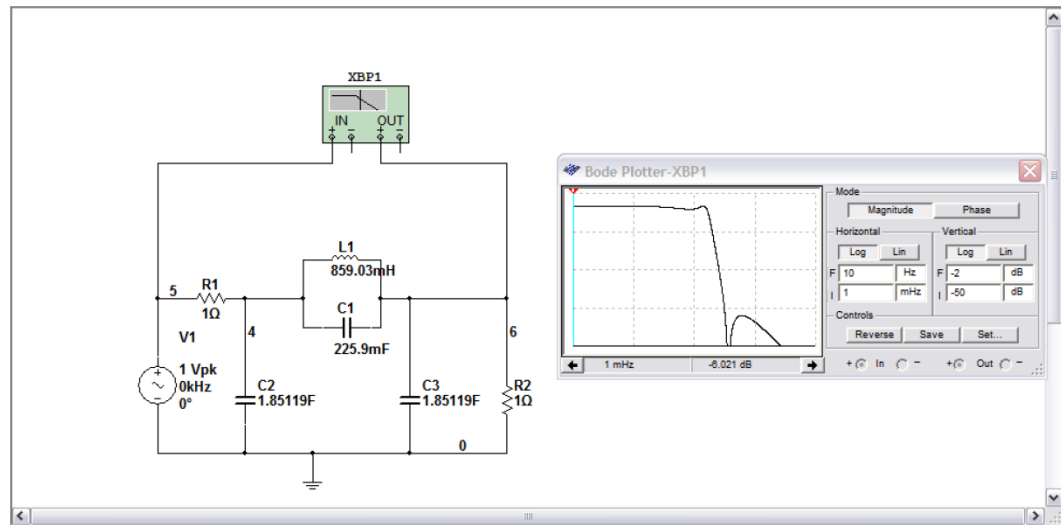 XBP1
IN OUT
+ − + −
L1
859.03mH
5
R1
1Ω
C1
225.9mF
4
6
V1
1 Vpk
0kHz
0°
C2
1.85119F
C3
1.85119F
R2
1Ω
0
Bode Plotter-XBP1
Mode
Magnitude Phase
Horizontal Vertical
Log Lin Log Lin
F 10 Hz F -2 dB
I 1 mHz I -50 dB
Controls
Reverse Save Set...
1 mHz -6.021 dB
+ In − + Out −